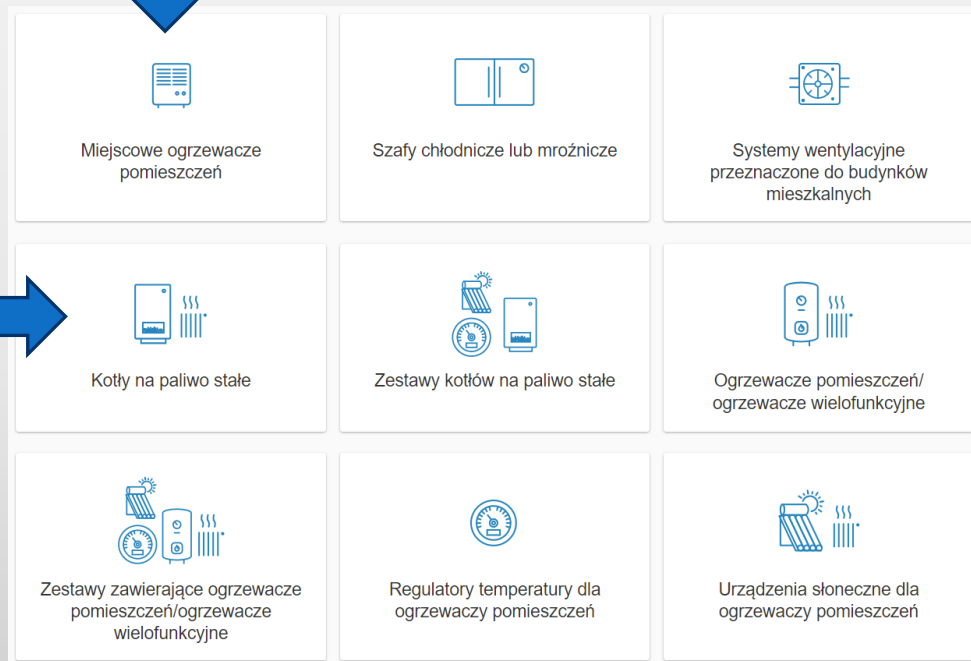 Miejscowe ogrzewacze
pomieszczeń
Szafy chłodnicze lub mroźnicze
Systemy wentylacyjne
przeznaczone do budynków
mieszkalnych
Kotły na paliwo stałe
Zestawy kotłów na paliwo stałe
Ogrzewacze pomieszczeń/
ogrzewacze wielofunkcyjne
Zestawy zawierające ogrzewacze
pomieszczeń/ogrzewacze
wielofunkcyjne
Regulatory temperatury dla
ogrzewaczy pomieszczeń
Urządzenia słoneczne dla
ogrzewaczy pomieszczeń